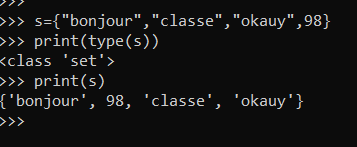 >>>
>>> s={"bonjour","classe","okauy",98}
>>> print(type(s))
<class 'set'>
>>> print(s)
{'bonjour', 98, 'classe', 'okauy'}
>>>